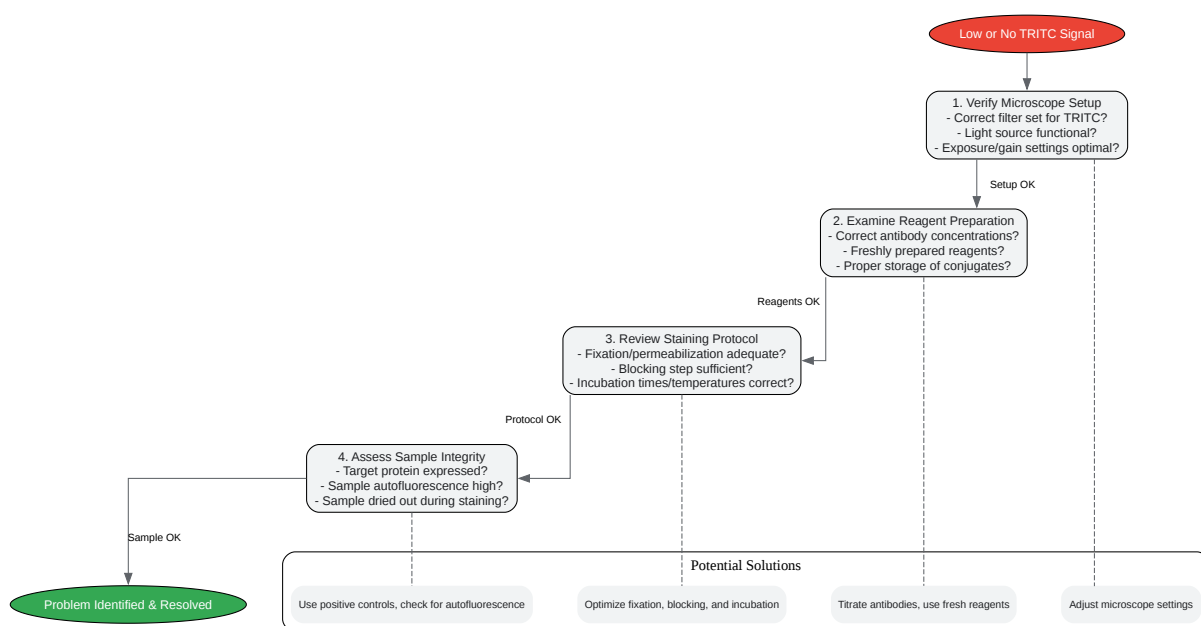 Low or No TRITC Signal
1. Verify Microscope Setup
- Correct filter set for TRITC?
- Light source functional?
- Exposure/gain settings optimal?
Setup OK
2. Examine Reagent Preparation
- Correct antibody concentrations?
- Freshly prepared reagents?
- Proper storage of conjugates?
Reagents OK
3. Review Staining Protocol
- Fixation/permeabilization adequate?
- Blocking step sufficient?
- Incubation times/temperatures correct?
Protocol OK
4. Assess Sample Integrity
- Target protein expressed?
- Sample autofluorescence high?
- Sample dried out during staining?
Sample OK
Problem Identified & Resolved
Potential Solutions
Use positive controls, check for autofluorescence
Optimize fixation, blocking, and incubation
Titrate antibodies, use fresh reagents
Adjust microscope settings